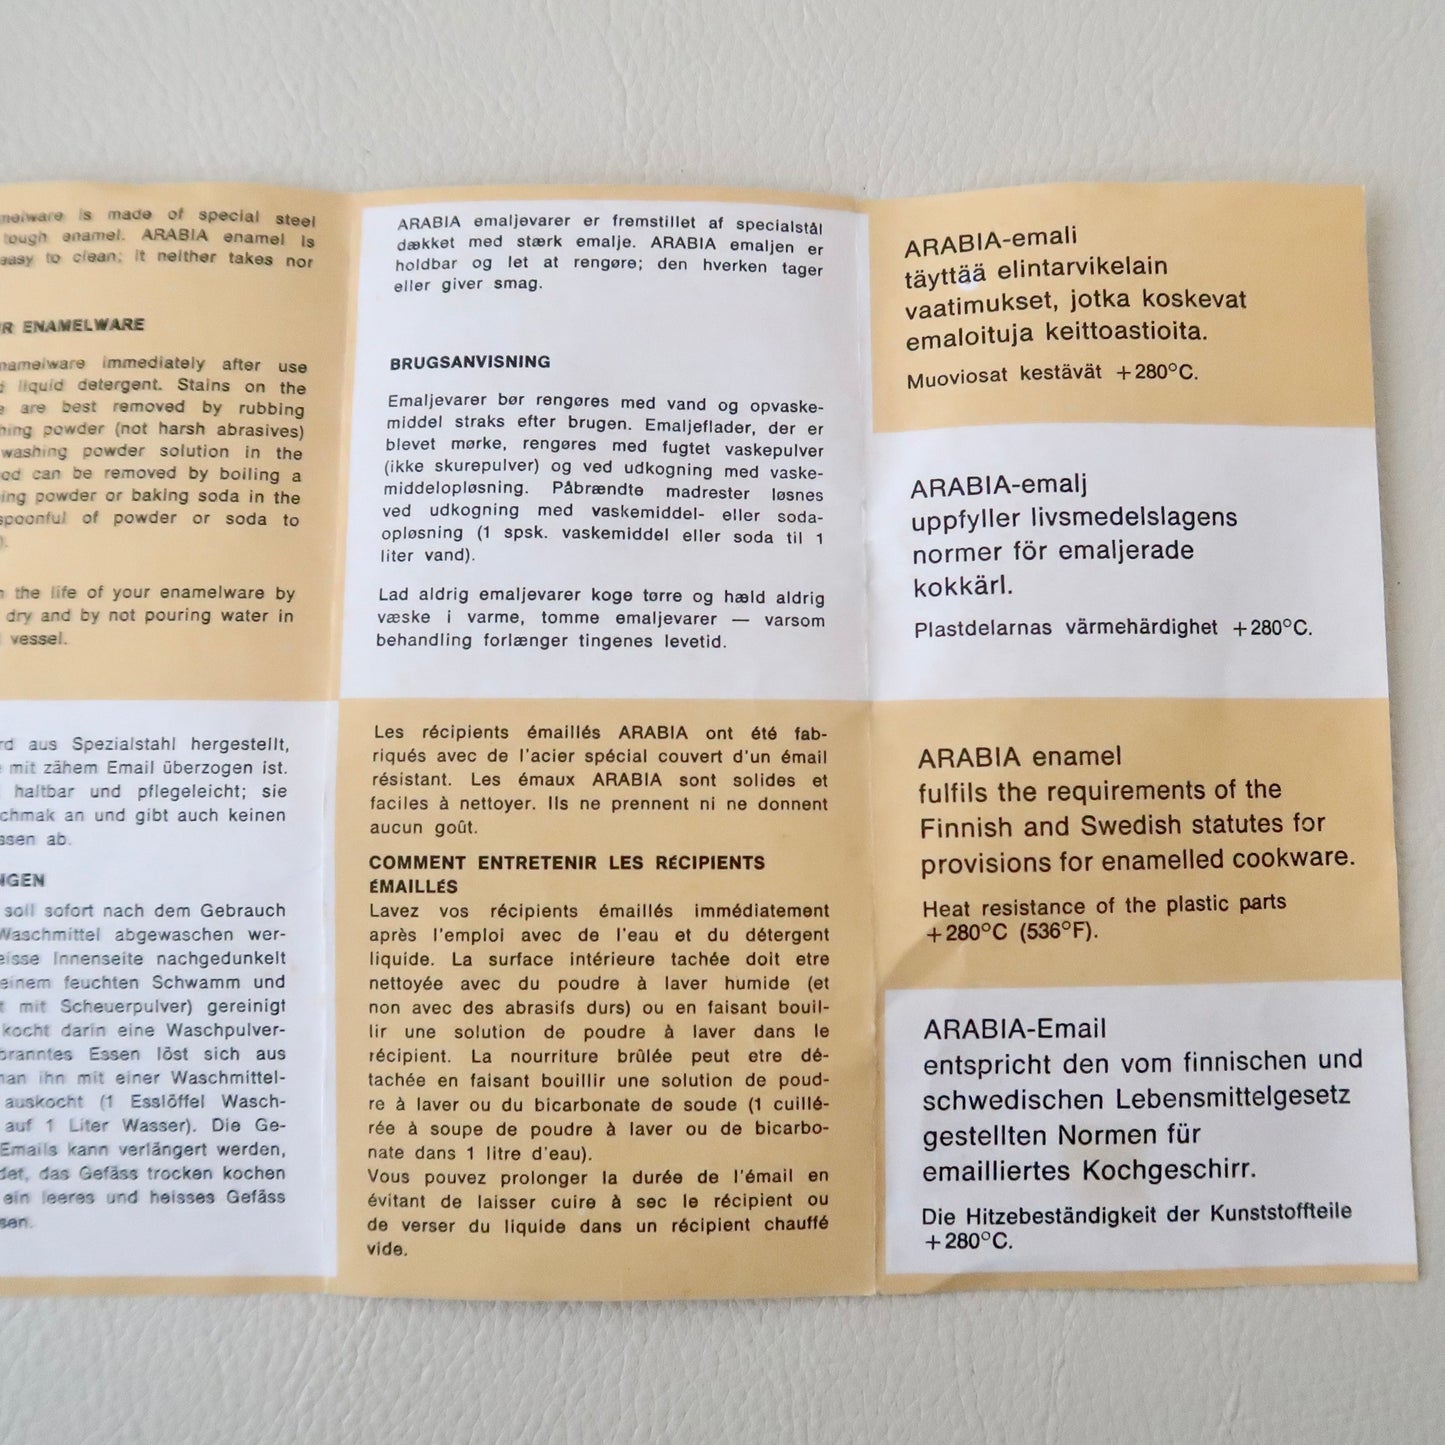 is made of special steel
tough enamel. ARABIA enamel is
easy to clean; it neither takes nor
ENAMELWARE
immediately after use
liquid detergent. Stains on the
are best removed by rubbing
powder (not harsh abrasives)
washing powder solution in the
can be removed by boiling a
powder or baking soda in the
of powder or soda to
the life of your enamelware by
dry and by not pouring water in
vessel.
aus Spezialstahl hergestellt,
mit zähem Email überzogen ist.
haltbar und pflegeleicht; sie
an und gibt auch keinen
ab.
soll sofort nach dem Gebrauch
Waschmittel abgewaschen wer-
Innenseite nachgedunkelt
einem feuchten Schwamm und
mit Scheuerpulver) gereinigt
kocht darin eine Waschpulver-
Essen löst sich aus
ihn mit einer Waschmittel-
auskocht (1 Esslöffel Wasch-
auf 1 Liter Wasser). Die Ge-
Emails kann verlängert werden,
das Gefäss trocken kochen
ein leeres und heisses Gefäss
ARABIA emaljevarer er fremstillet af specialstål
dækket med stærk emalje. ARABIA emaljen er
holdbar og let at rengøre; den hverken tager
eller giver smag.
BRUGSANVISNING
Emaljevarer bør rengøres med vand og opvaske-
middel straks efter brugen. Emaljeflader, der er
blevet mørke, rengøres med fugtet vaskepulver
(ikke skurepulver) og ved udkogning med vaske-
middelopløsning. Påbrændte madrester løsnes
ved udkogning med vaskemiddel- eller soda-
opløsning (1 spsk. vaskemiddel eller soda til 1
liter vand).
Lad aldrig emaljevarer koge tørre og hæld aldrig
væske i varme, tomme emaljevarer — varsom
behandling forlænger tingenes levetid.
Les récipients émaillés ARABIA ont été fab-
riqués avec de l'acier spécial couvert d'un émail
résistant. Les émaux ARABIA sont solides et
faciles à nettoyer. Ils ne prennent ni ne donnent
aucun goût.
COMMENT ENTRETENIR LES RÉCIPIENTS
ÉMAILLÉS
Lavez vos récipients émaillés immédiatement
après l'emploi avec de l'eau et du détergent
liquide. La surface intérieure tachée doit etre
nettoyée avec du poudre à laver humide (et
non avec des abrasifs durs) ou en faisant bouil-
lir une solution de poudre à laver dans le
récipient. La nourriture brûlée peut etre dé-
tachée en faisant bouillir une solution de poud-
re à laver ou du bicarbonate de soude (1 cuillé-
rée à soupe de poudre à laver ou de bicarbo-
nate dans 1 litre d'eau).
Vous pouvez prolonger la durée de l'émail en
évitant de laisser cuire à sec le récipient ou
de verser du liquide dans un récipient chauffé
vide.
ARABIA-emali
täyttää elintarvikelain
vaatimukset, jotka koskevat
emaloituja keittoastioita.
Muoviosat kestävät +280°C.
ARABIA-emalj
uppfyller livsmedelslagens
normer för emaljerade
kokkärl.
Plastdelarnas värmehärdighet +280°C.
ARABIA enamel
fulfils the requirements of the
Finnish and Swedish statutes for
provisions for enamelled cookware.
Heat resistance of the plastic parts
+280°C (536°F).
ARABIA-Email
entspricht den vom finnischen und
schwedischen Lebensmittelgesetz
gestellten Normen für
emailliertes Kochgeschirr.
Die Hitzebeständigkeit der Kunststoffteile
+280°C.